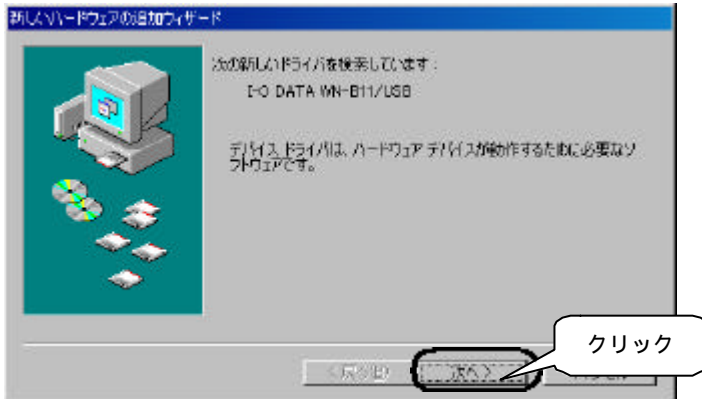 新しいハードウェアの追加ウィザード
次の新しいドライバを検索しています：
I-O DATA WN-B11/USB
デバイス ドライバは、ハードウェア デバイスが動作するために必要なソ
フトウェアです。
クリック
< 戻る(B)
次へ >